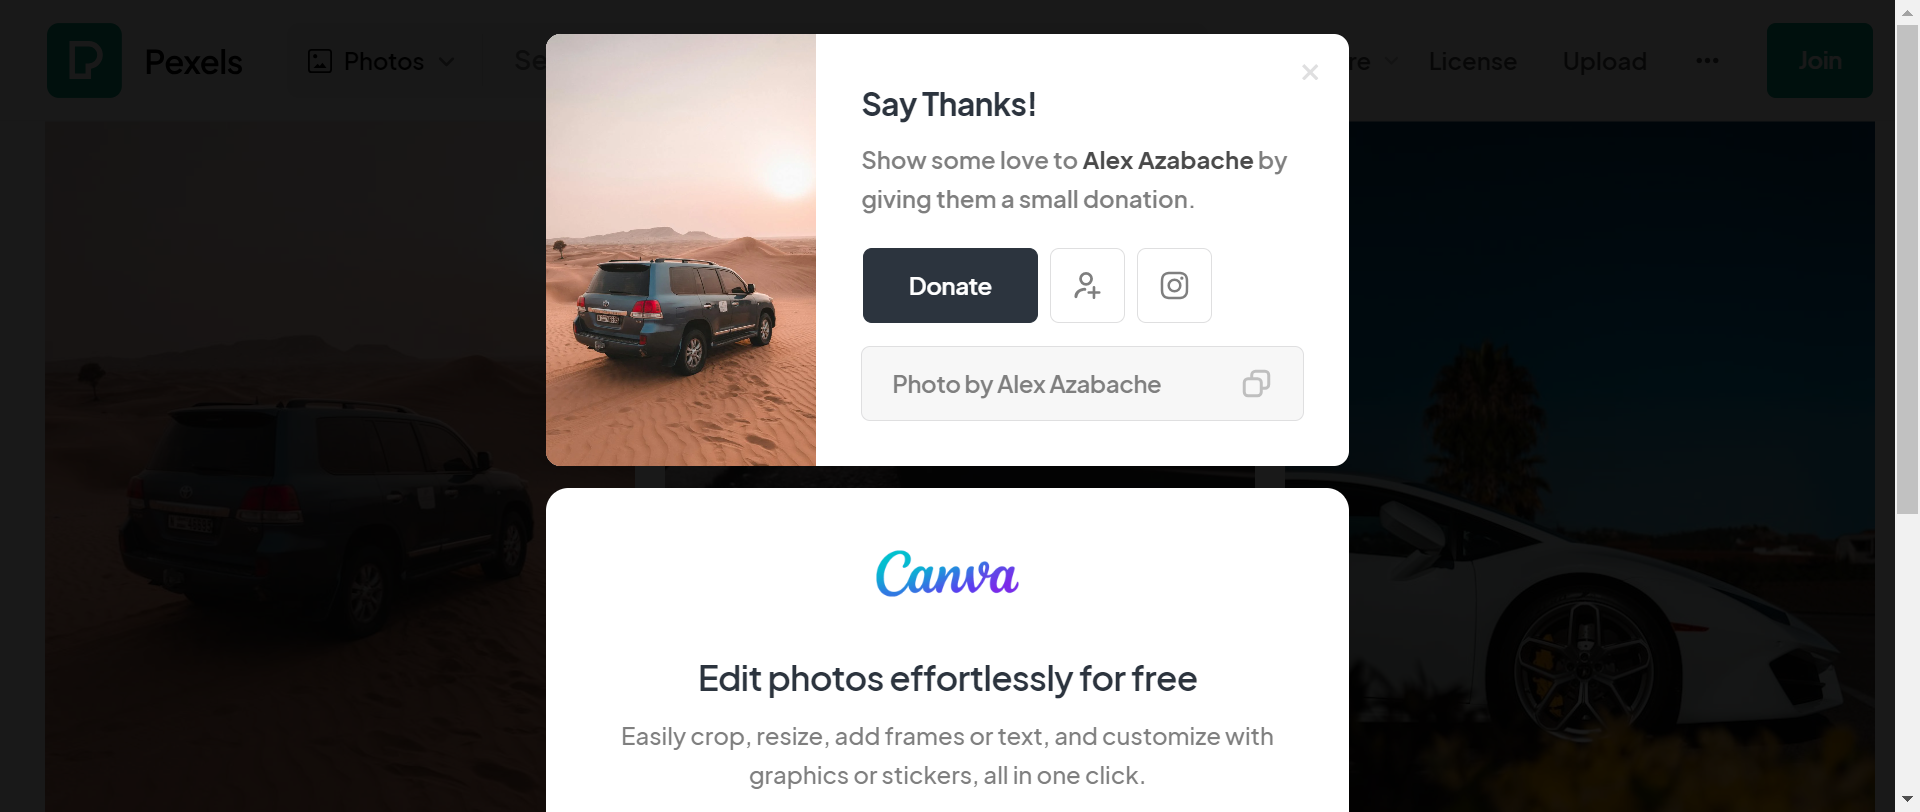 Pexels
Photos
Se
re
License
Upload
Join
Say Thanks!
Show some love to Alex Azabache by
giving them a small donation.
Donate
Photo by Alex Azabache
Canva
Edit photos effortlessly for free
Easily crop, resize, add frames or text, and customize with
graphics or stickers, all in one click.